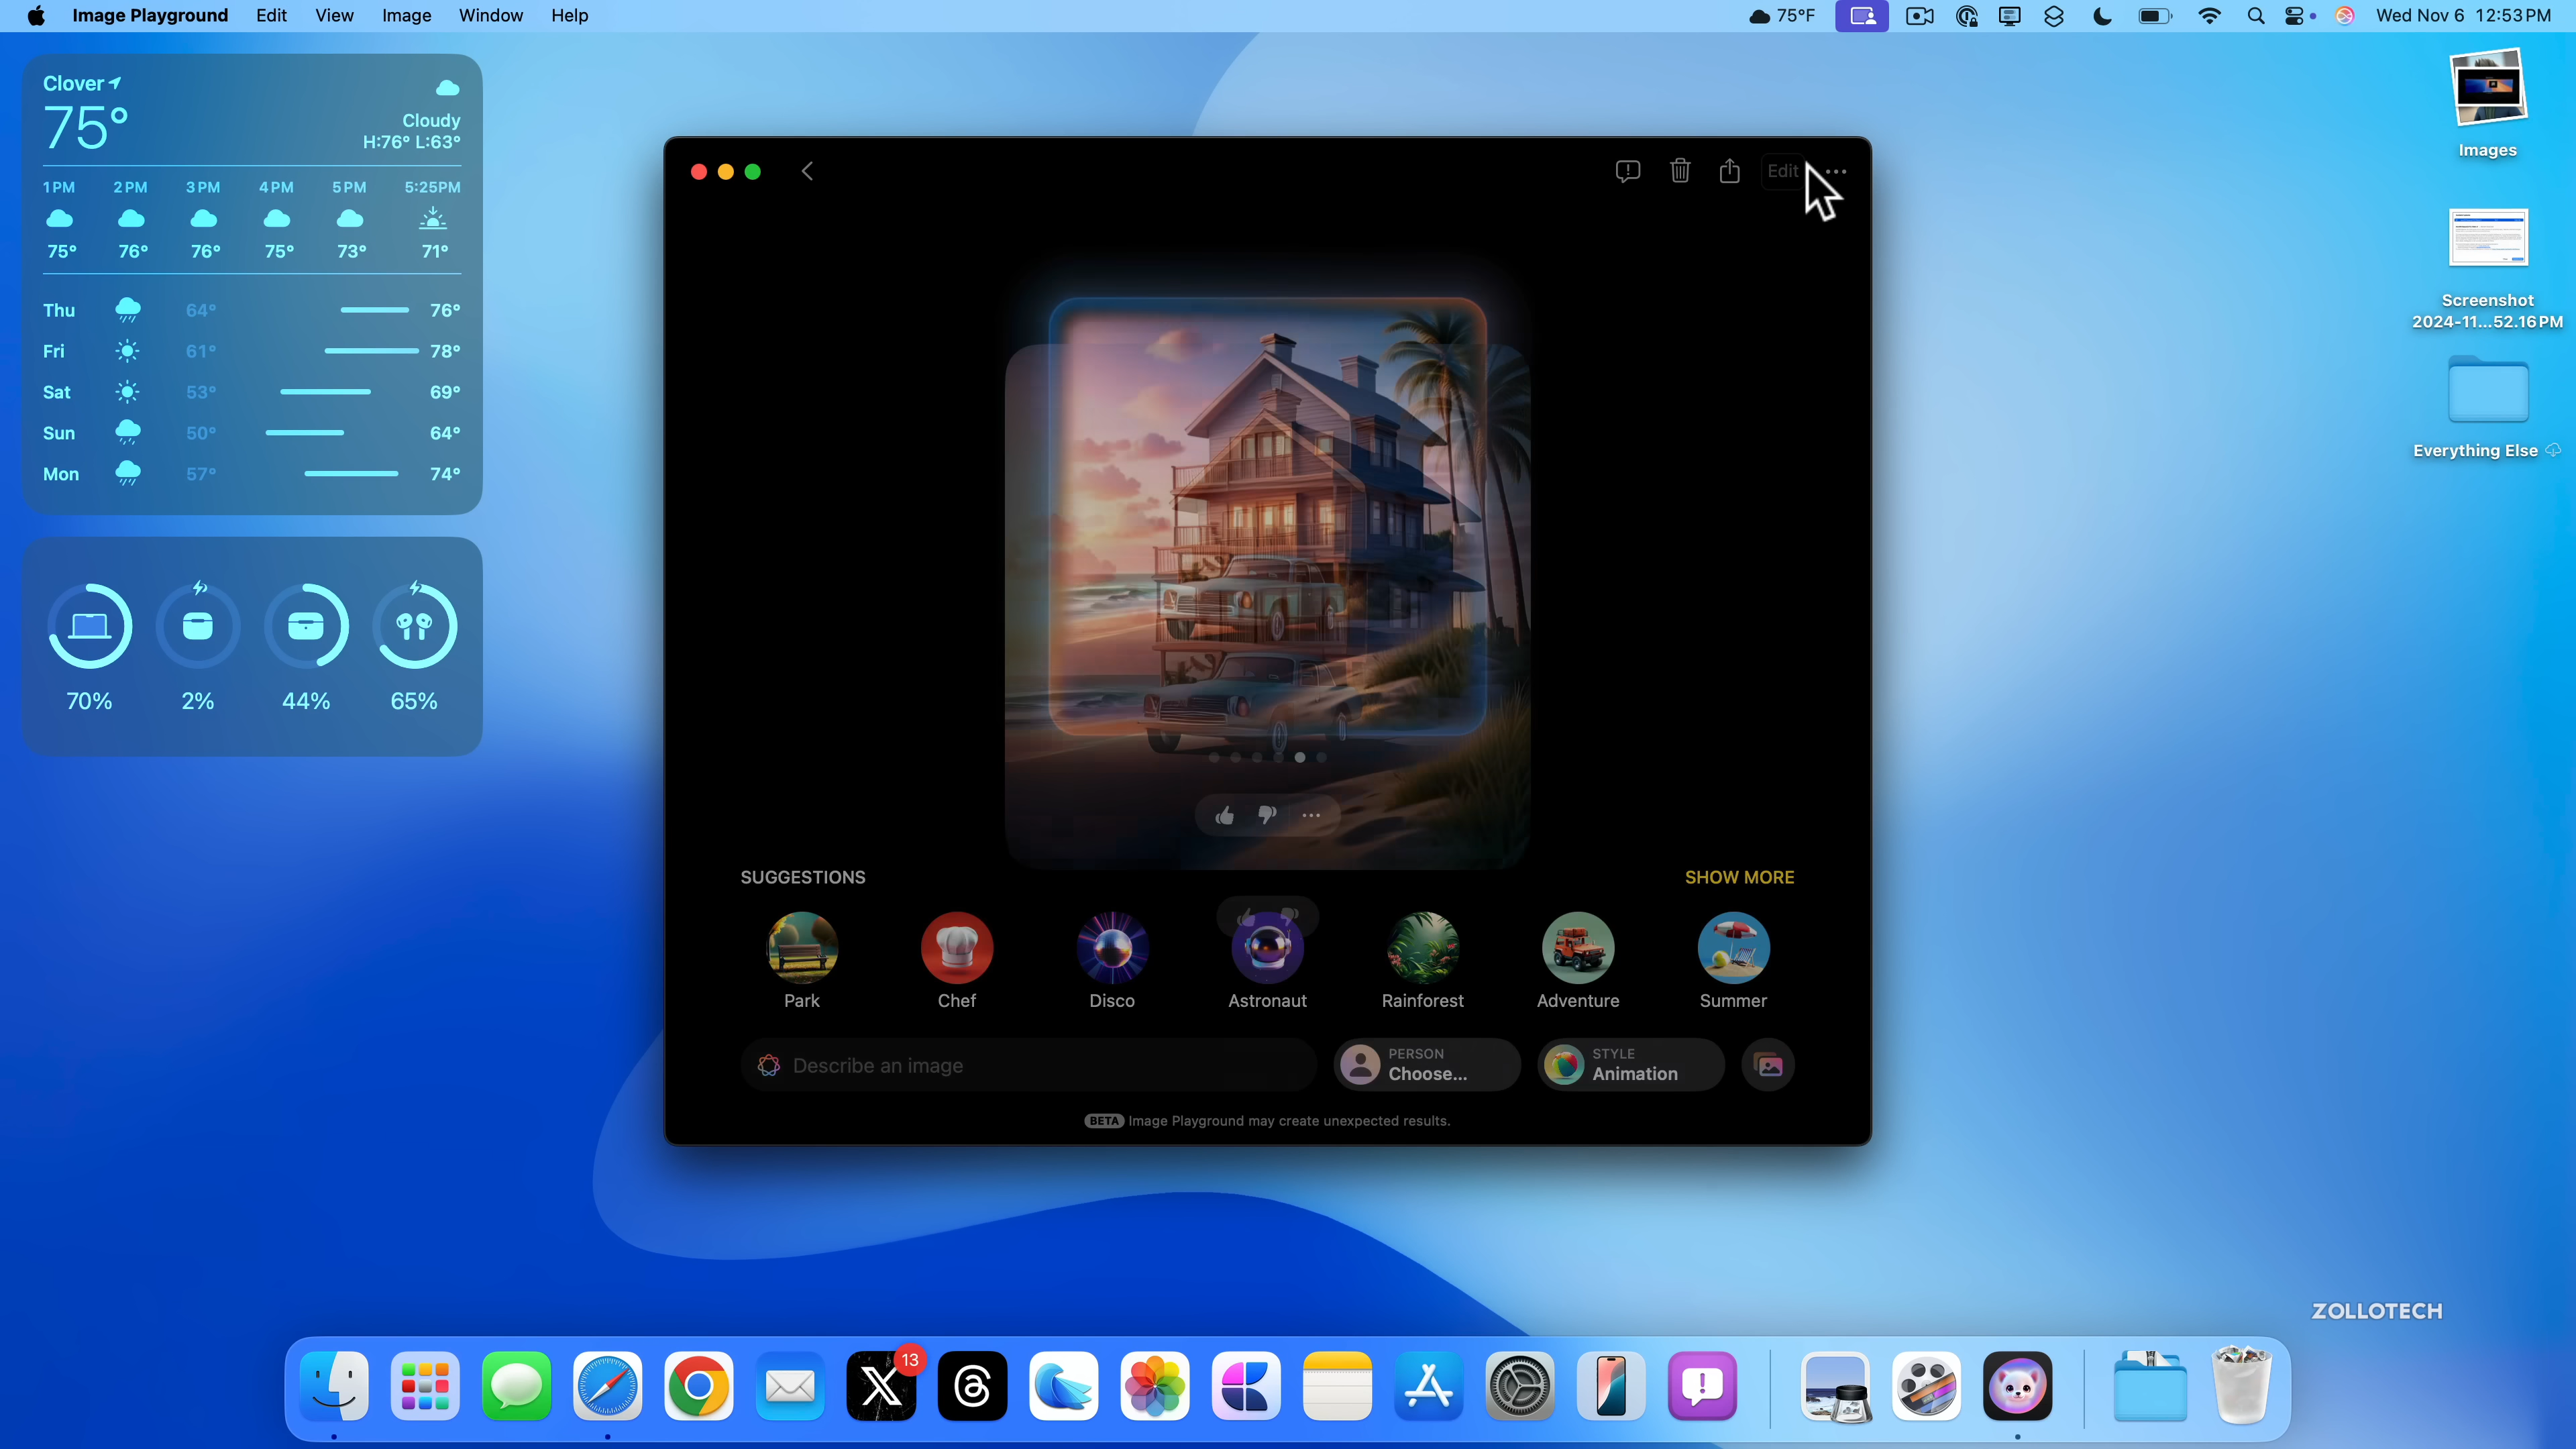 Image Playground Edit View Image Window Help
75°F Wed Nov 6 12:53 PM
Clover
75°
Cloudy
H:76° L:63°
1 PM 2 PM 3 PM 4 PM 5 PM 5:25PM
75° 76° 76° 75° 73° 71°
Thu 64° 76°
Fri 61° 78°
Sat 53° 69°
Sun 50° 64°
Mon 57° 74°
70% 2% 44% 65%
Edit
SUGGESTIONS
SHOW MORE
Park Chef Disco Astronaut Rainforest Adventure Summer
Describe an image
PERSON
Choose...
STYLE
Animation
BETA Image Playground may create unexpected results.
Images
Screenshot
2024-11...52.16 PM
Everything Else
ZOLLOTECH
13